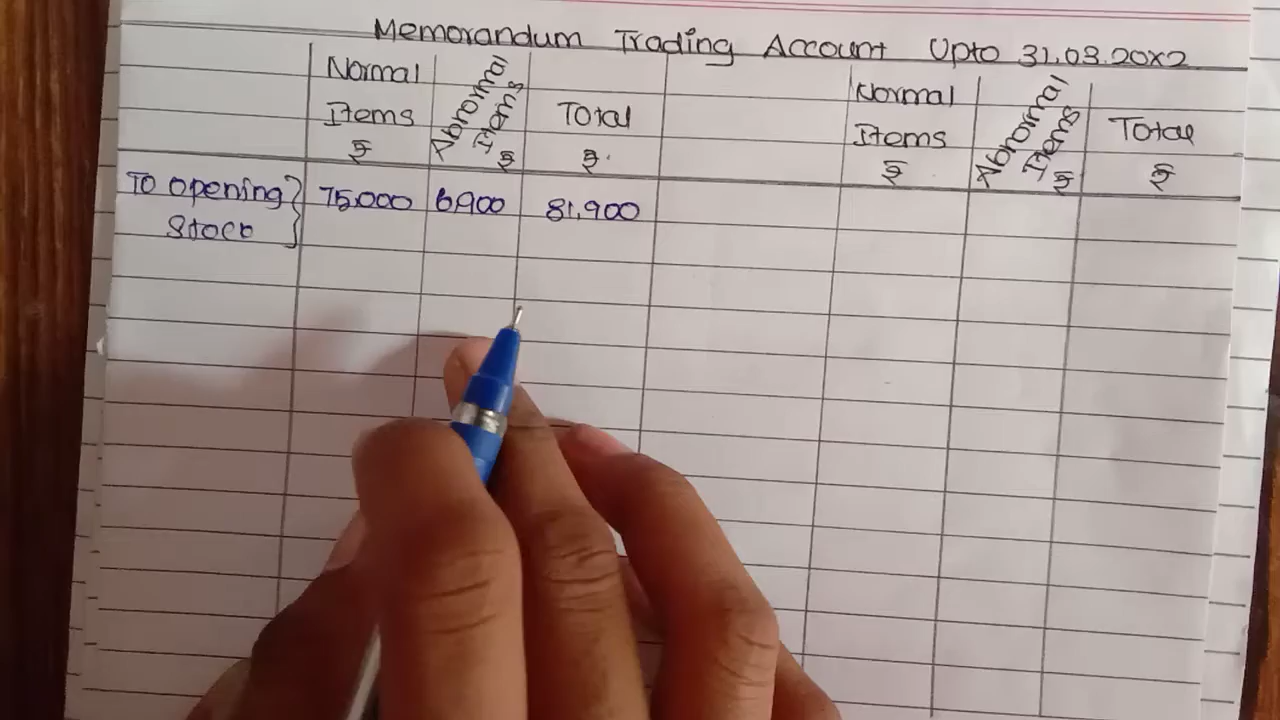 Memorandum Trading Account Upto 31.03.20x2
Normal Items ₹ Abnormal Items ₹ Total ₹ Normal Items ₹ Abnormal Items ₹ Total ₹
To opening Stock 75,000 6,900 81,900